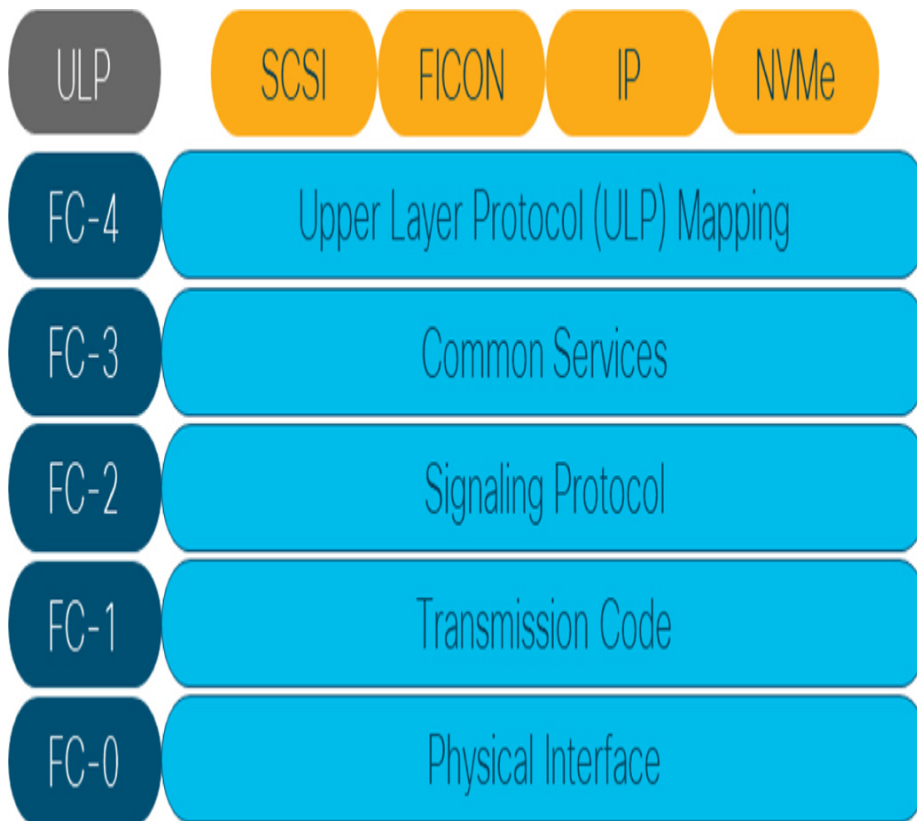 ULP SCSI FICON IP NVMe
FC-4 Upper Layer Protocol (ULP) Mapping
FC-3 Common Services
FC-2 Signaling Protocol
FC-1 Transmission Code
FC-0 Physical Interface